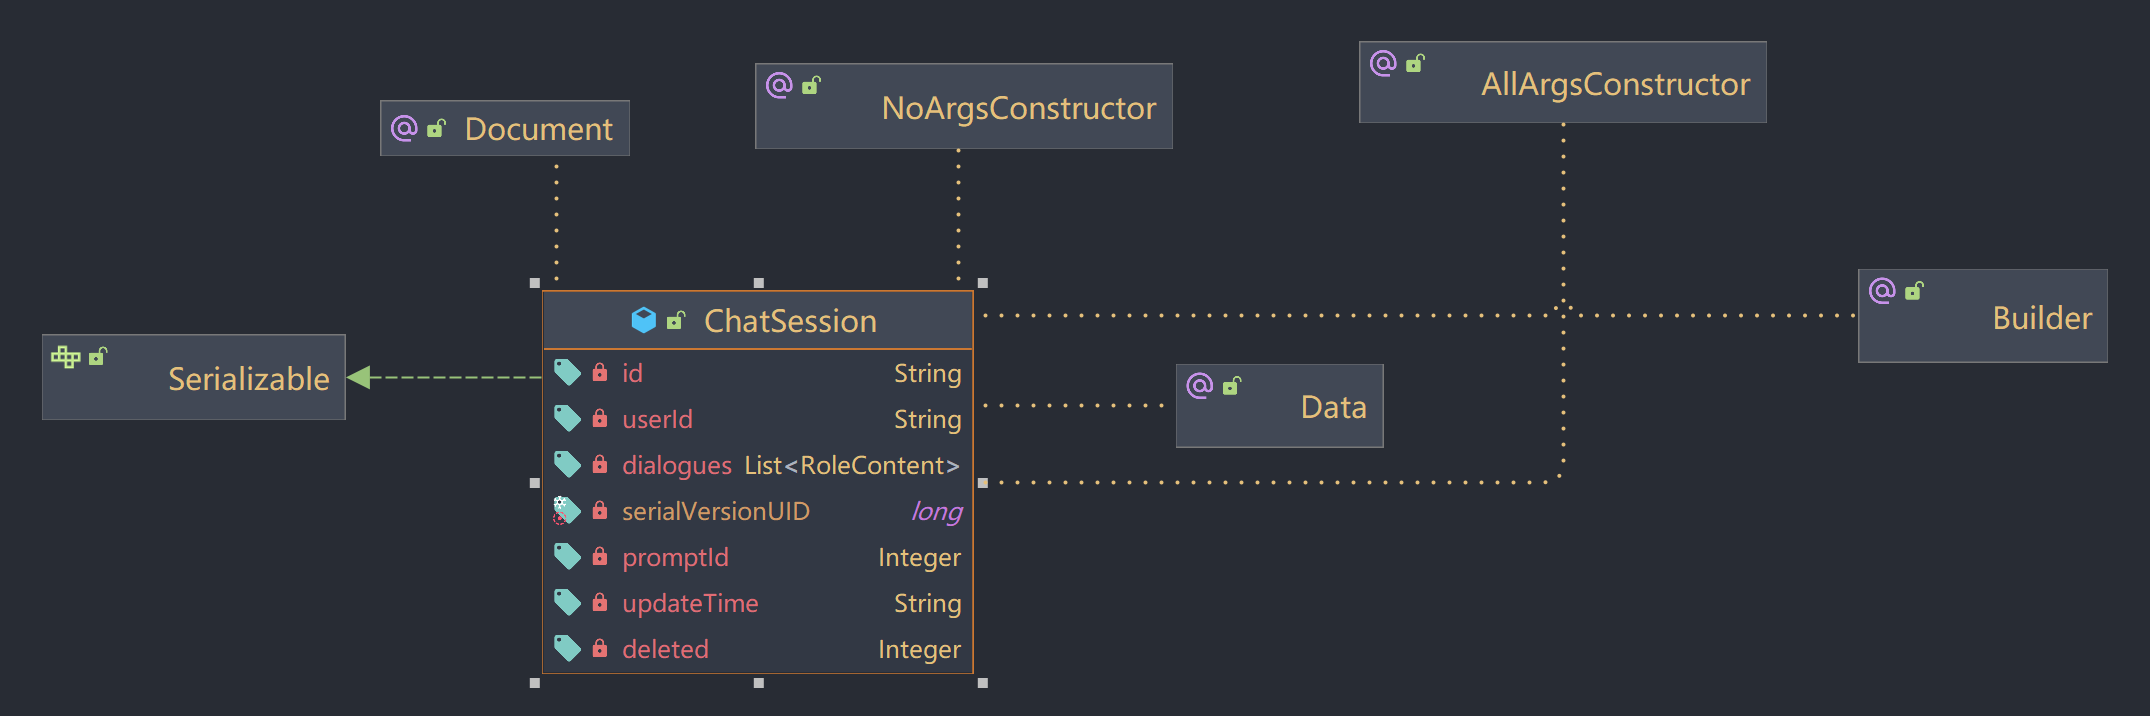 AllArgsConstructor
NoArgsConstructor
Document
Builder
ChatSession
Serializable
Data
id String
userId String
dialogues List<RoleContent>
serialVersionUID long
promptId Integer
updateTime String
deleted Integer